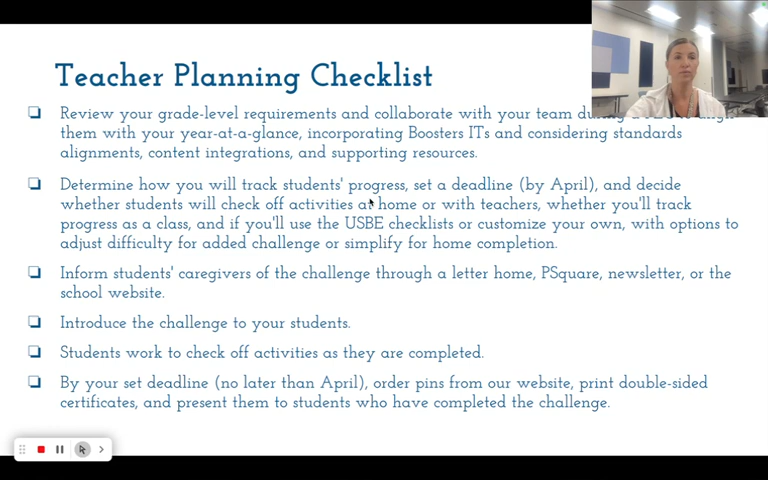 Teacher Planning Checklist
Review your grade-level requirements and collaborate with your team during
them with your year-at-a-glance, incorporating Boosters ITs and considering standards
alignments, content integrations, and supporting resources.
Determine how you will track students' progress, set a deadline (by April), and decide
whether students will check off activities at home or with teachers, whether you'll track
progress as a class, and if you'll use the USBE checklists or customize your own, with options to
adjust difficulty for added challenge or simplify for home completion.
Inform students' caregivers of the challenge through a letter home, PSquare, newsletter, or the
school website.
Introduce the challenge to your students.
Students work to check off activities as they are completed.
By your set deadline (no later than April), order pins from our website, print double-sided
certificates, and present them to students who have completed the challenge.